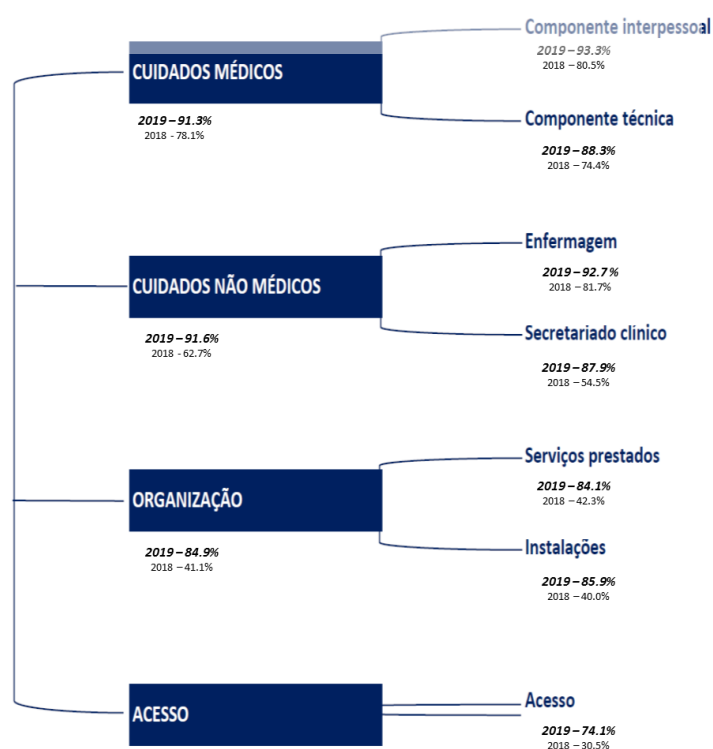 Componente interpessoal
2019 – 93.3%
2018 – 80.5%
CUIDADOS MÉDICOS
2019 – 91.3%
2018 - 78.1%
Componente técnica
2019 – 88.3%
2018 – 74.4%
Enfermagem
2019 – 92.7%
2018 – 81.7%
CUIDADOS NÃO MÉDICOS
2019 – 91.6%
2018 - 62.7%
Secretariado clinico
2019 – 87.9%
2018 – 54.5%
Serviços prestados
2019 – 84.1%
2018 – 42.3%
ORGANIZAÇÃO
2019 – 84.9%
2018 – 41.1%
Instalações
2019 – 85.9%
2018 – 40.0%
ACESSO
Acesso
2019 – 74.1%
2018 – 30.5%